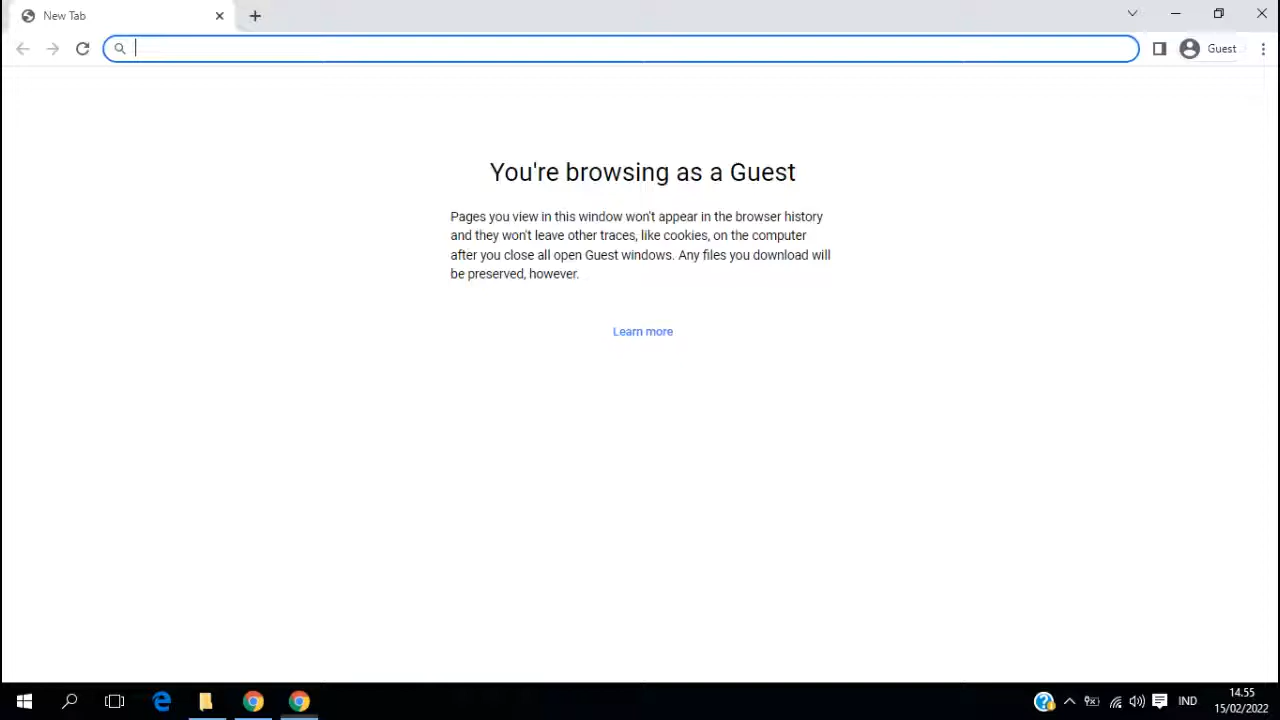 New Tab
Guest
You're browsing as a Guest
Pages you view in this window won't appear in the browser history
and they won't leave other traces, like cookies, on the computer
after you close all open Guest windows. Any files you download will
be preserved, however.
Learn more
IND
14.55
15/02/2022